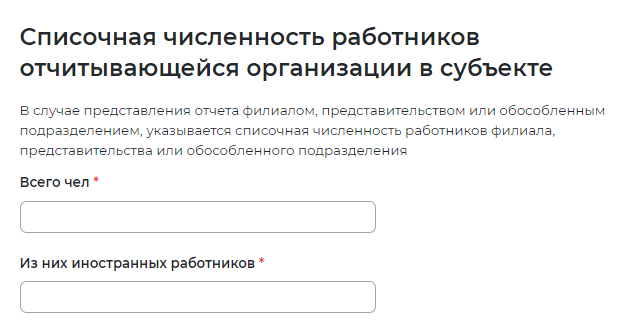 Списочная численность работников
отчитывающейся организации в субъекте
В случае представления отчета филиалом, представительством или обособленным
подразделением, указывается списочная численность работников филиала,
представительства или обособленного подразделения
Всего чел *
Из них иностранных работников *